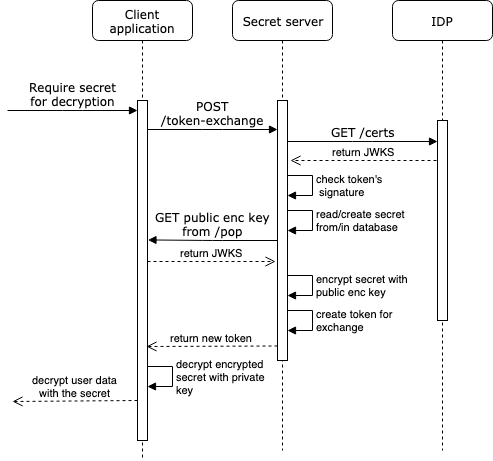 Client
application
Secret server
IDP
Require secret
for decryption
POST
/token-exchange
GET /certs
return JWKS
check token's
signature
GET public enc key
from /pop
read/create secret
from/in database
return JWKS
encrypt secret with
public enc key
create token for
exchange
return new token
decrypt encrypted
secret with private
key
decrypt user data
with the secret